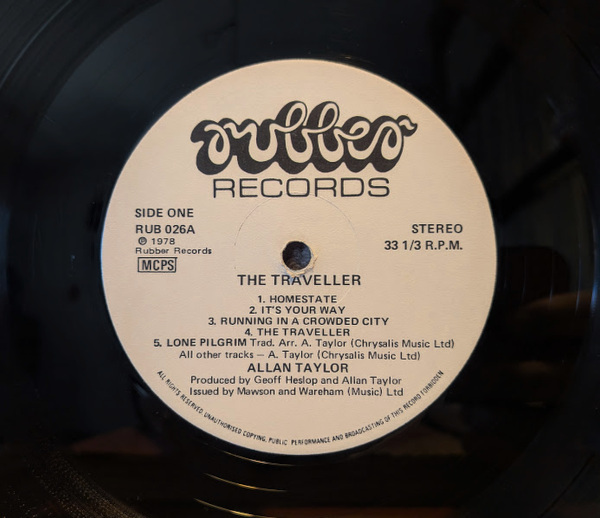 rubber
RECORDS
SIDE ONE
RUB 026A
℗ 1978
Rubber Records
MCPS
STEREO
33 1/3 R.P.M.
THE TRAVELLER
1. HOMESTATE
2. IT'S YOUR WAY
3. RUNNING IN A CROWDED CITY
4. THE TRAVELLER
5. LONE PILGRIM Trad. Arr. A. Taylor (Chrysalis Music Ltd)
All other tracks – A. Taylor (Chrysalis Music Ltd)
ALLAN TAYLOR
Produced by Geoff Heslop and Allan Taylor
Issued by Mawson and Wareham (Music) Ltd
ALL RIGHTS RESERVED. UNAUTHORISED COPYING, PUBLIC PERFORMANCE AND BROADCASTING OF THIS RECORD FORBIDDEN